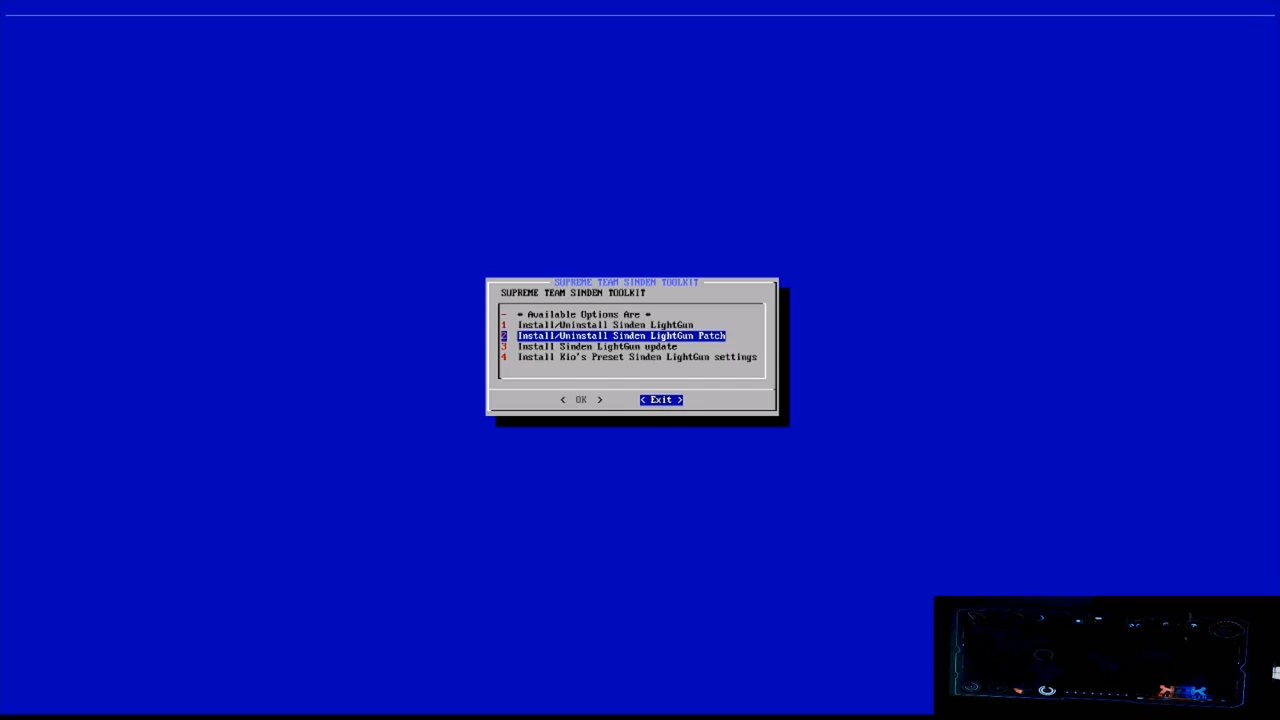 SUPREME TEAM SINDEN TOOLKIT
SUPREME TEAM SINDEN TOOLKIT
- * Available Options Are *
1 Install/Uninstall Sinden LightGun
2 Install/Uninstall Sinden LightGun Patch
3 Install Sinden LightGun update
4 Install Kio's Preset Sinden LightGun settings
< OK > < Exit >